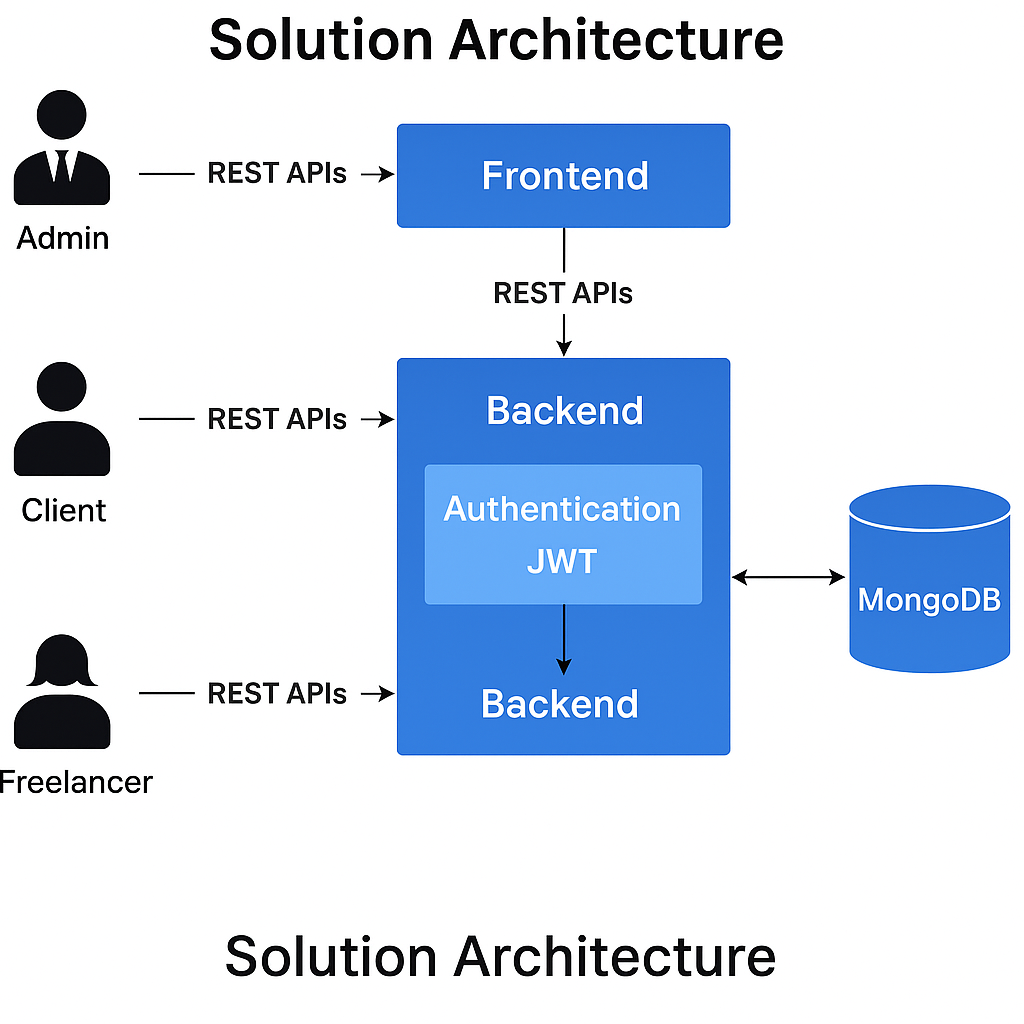 Solution Architecture
REST APIs
Frontend
Admin
REST APIs
Backend
REST APIs
Client
Authentication
JWT
MongoDB
REST APIs
Backend
Freelancer
Solution Architecture